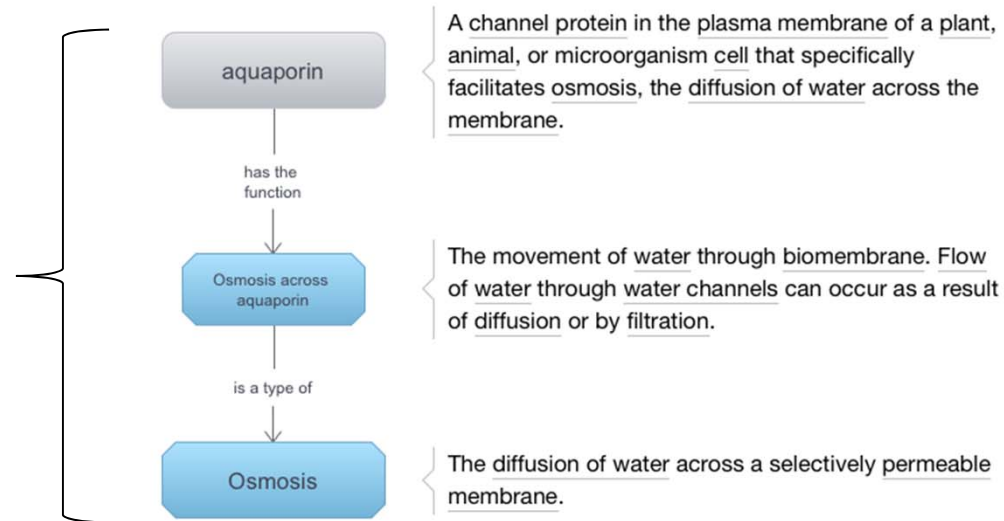 aquaporin
A channel protein in the plasma membrane of a plant,
animal, or microorganism cell that specifically
facilitates osmosis, the diffusion of water across the
membrane.
has the
function
Osmosis across
aquaporin
The movement of water through biomembrane. Flow
of water through water channels can occur as a result
of diffusion or by filtration.
is a type of
Osmosis
The diffusion of water across a selectively permeable
membrane.